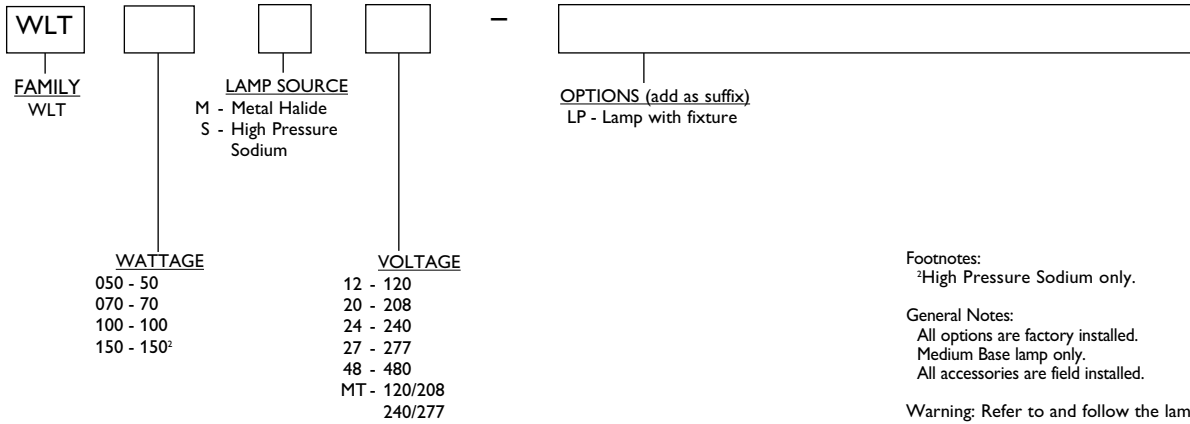 WLT
–
FAMILY
WLT
LAMP SOURCE
M - Metal Halide
S - High Pressure
Sodium
OPTIONS (add as suffix)
LP - Lamp with fixture
WATTAGE
050 - 50
070 - 70
100 - 100
150 - 150²
VOLTAGE
12 - 120
20 - 208
24 - 240
27 - 277
48 - 480
MT - 120/208
240/277
Footnotes:
²High Pressure Sodium only.
General Notes:
All options are factory installed.
Medium Base lamp only.
All accessories are field installed.
Warning: Refer to and follow the lam